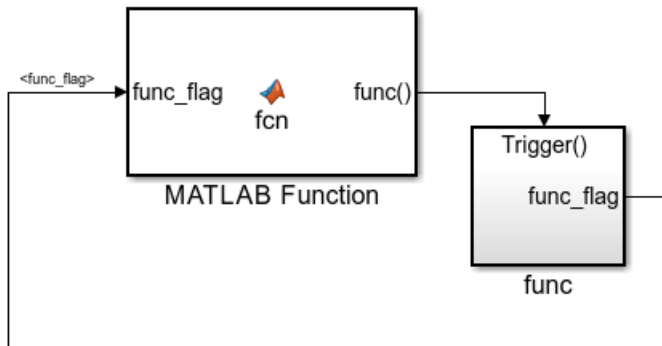 <func_flag>
func_flag
fcn
func()
MATLAB Function
Trigger()
func_flag
func